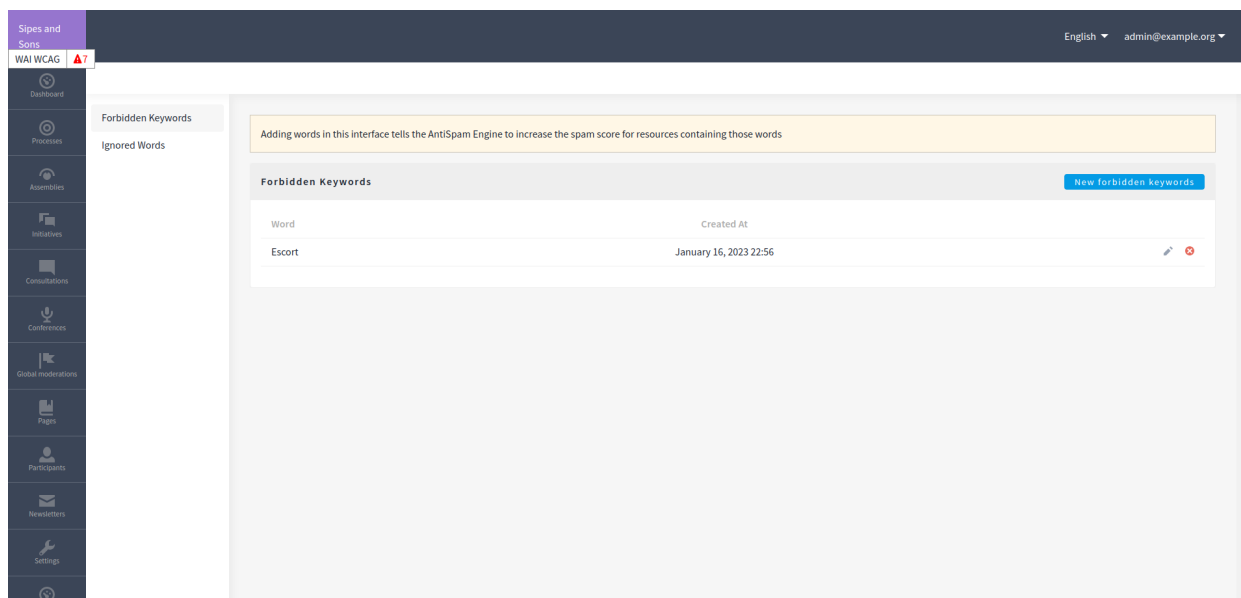 Sipes and
Sons
English
admin@example.org
WAI WCAG
7
Dashboard
Processes
Assemblies
Initiatives
Consultations
Conferences
Global moderations
Pages
Participants
Newsletters
Settings
Forbidden Keywords
Ignored Words
Adding words in this interface tells the AntiSpam Engine to increase the spam score for resources containing those words
Forbidden Keywords
New forbidden keywords
Word Created At
Escort January 16, 2023 22:56